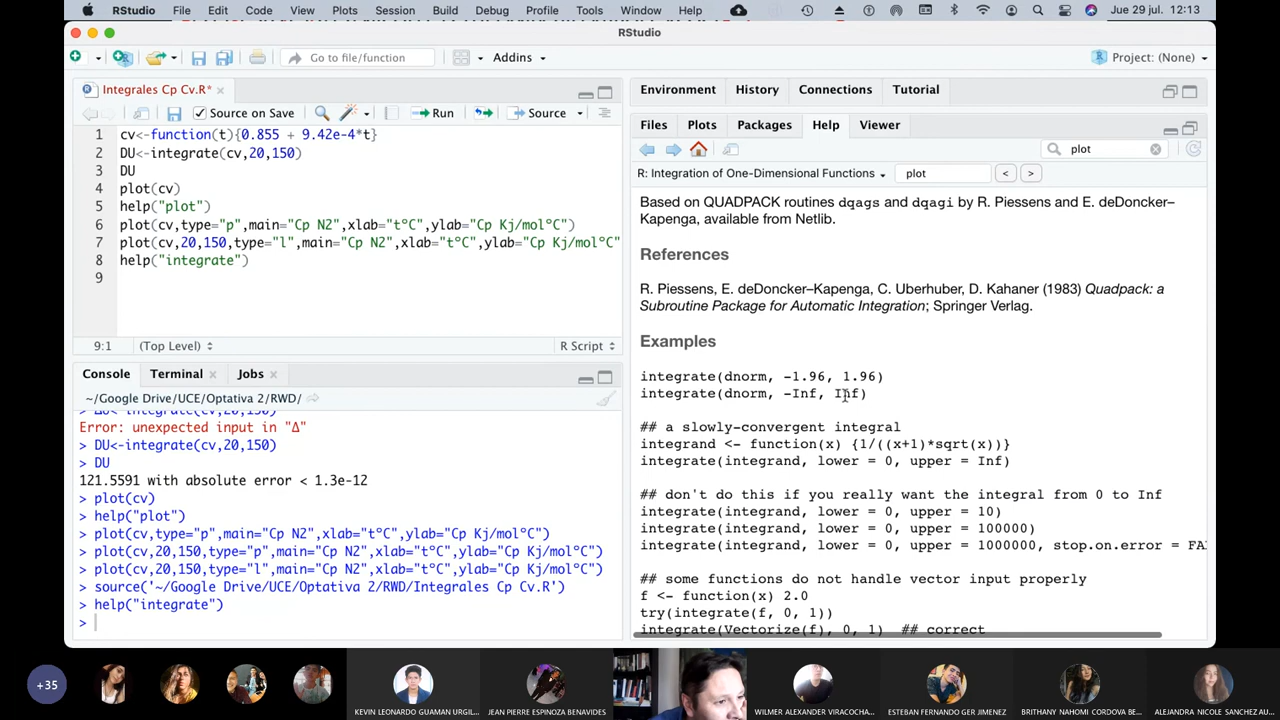 RStudio File Edit Code View Plots Session Build Debug Profile Tools Window Help Jue 29 jul. 12:13
RStudio
Go to file/function Addins Project: (None)
Integrales Cp Cv.R*
Source on Save Run Source
1 cv<-function(t){0.855 + 9.42e-4*t}
2 DU<-integrate(cv,20,150)
3 DU
4 plot(cv)
5 help("plot")
6 plot(cv,type="p",main="Cp N2",xlab="t°C",ylab="Cp Kj/mol°C")
7 plot(cv,20,150,type="l",main="Cp N2",xlab="t°C",ylab="Cp Kj/mol°C"
8 help("integrate")
9
9:1 (Top Level) R Script
Console Terminal Jobs
~/Google Drive/UCE/Optativa 2/RWD/
Error: unexpected input in "Δ"
> DU<-integrate(cv,20,150)
> DU
121.5591 with absolute error < 1.3e-12
> plot(cv)
> help("plot")
> plot(cv,type="p",main="Cp N2",xlab="t°C",ylab="Cp Kj/mol°C")
> plot(cv,20,150,type="p",main="Cp N2",xlab="t°C",ylab="Cp Kj/mol°C")
> plot(cv,20,150,type="l",main="Cp N2",xlab="t°C",ylab="Cp Kj/mol°C")
> source('~/Google Drive/UCE/Optativa 2/RWD/Integrales Cp Cv.R')
> help("integrate")
>
Environment History Connections Tutorial
Files Plots Packages Help Viewer
plot
R: Integration of One-Dimensional Functions plot < >
Based on QUADPACK routines dqags and dqagi by R. Piessens and E. deDoncker–
Kapenga, available from Netlib.
References
R. Piessens, E. deDoncker–Kapenga, C. Uberhuber, D. Kahaner (1983) Quadpack: a
Subroutine Package for Automatic Integration; Springer Verlag.
Examples
integrate(dnorm, -1.96, 1.96)
integrate(dnorm, -Inf, Inf)
## a slowly-convergent integral
integrand <- function(x) {1/((x+1)*sqrt(x))}
integrate(integrand, lower = 0, upper = Inf)
## don't do this if you really want the integral from 0 to Inf
integrate(integrand, lower = 0, upper = 10)
integrate(integrand, lower = 0, upper = 100000)
integrate(integrand, lower = 0, upper = 1000000, stop.on.error = FAL
## some functions do not handle vector input properly
f <- function(x) 2.0
try(integrate(f, 0, 1))
integrate(Vectorize(f), 0, 1) ## correct
+35
KEVIN LEONARDO GUAMAN URGIL...
JEAN PIERRE ESPINOZA BENAVIDES
WILMER ALEXANDER VIRACOCHA...
ESTEBAN FERNANDO GER JIMENEZ
BRITHANY NAHOMI CORDOVA BE...
ALEJANDRA NICOLE SANCHEZ AU...